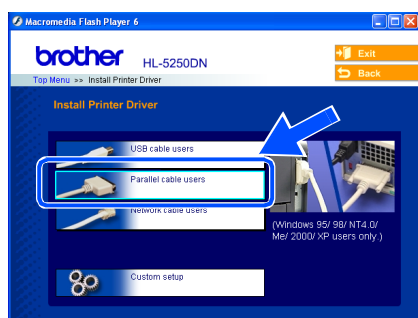 Macromedia Flash Player 6
brother
HL-5250DN
Exit
Back
Top Menu >> Install Printer Driver
Install Printer Driver
USB cable users
Parallel cable users
Network cable users
(Windows 95/ 98/ NT4.0/
Me/ 2000/ XP users only.)
Custom setup